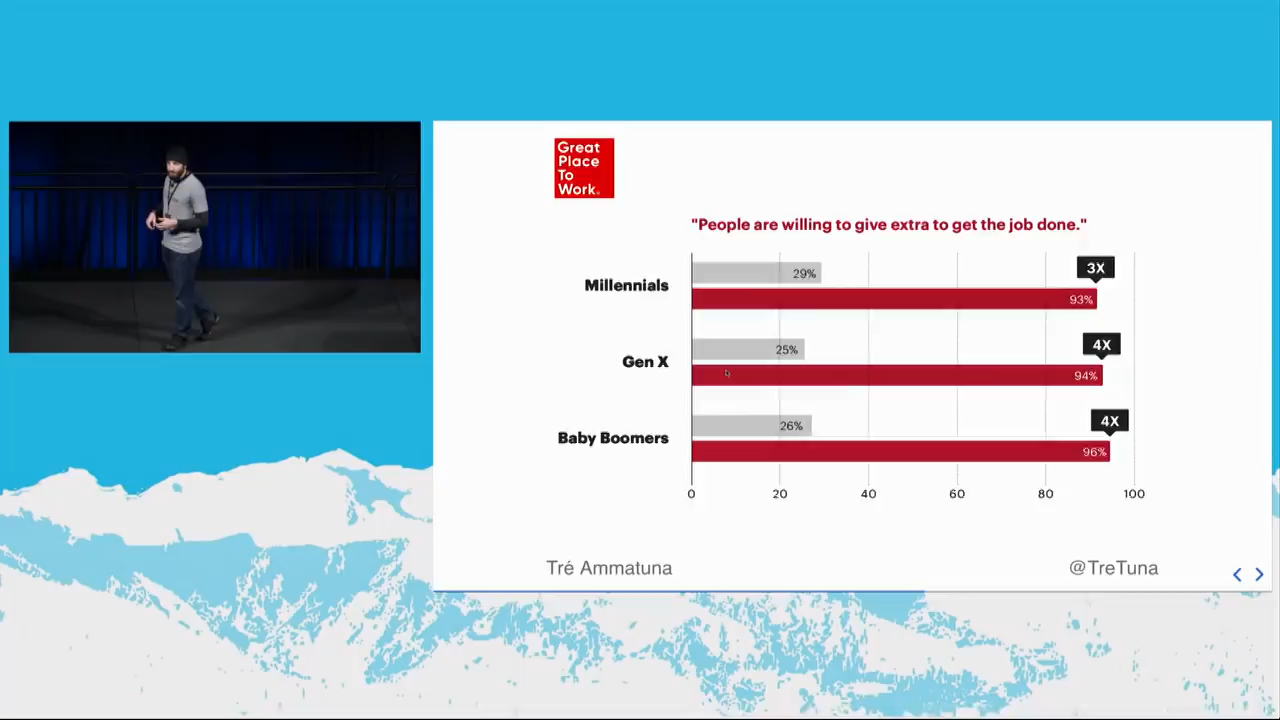 Great
Place
To
Work.
"People are willing to give extra to get the job done."
Millennials
29%
93%
3X
Gen X
25%
94%
4X
Baby Boomers
26%
96%
4X
0 20 40 60 80 100
Tré Ammatuna
@TreTuna